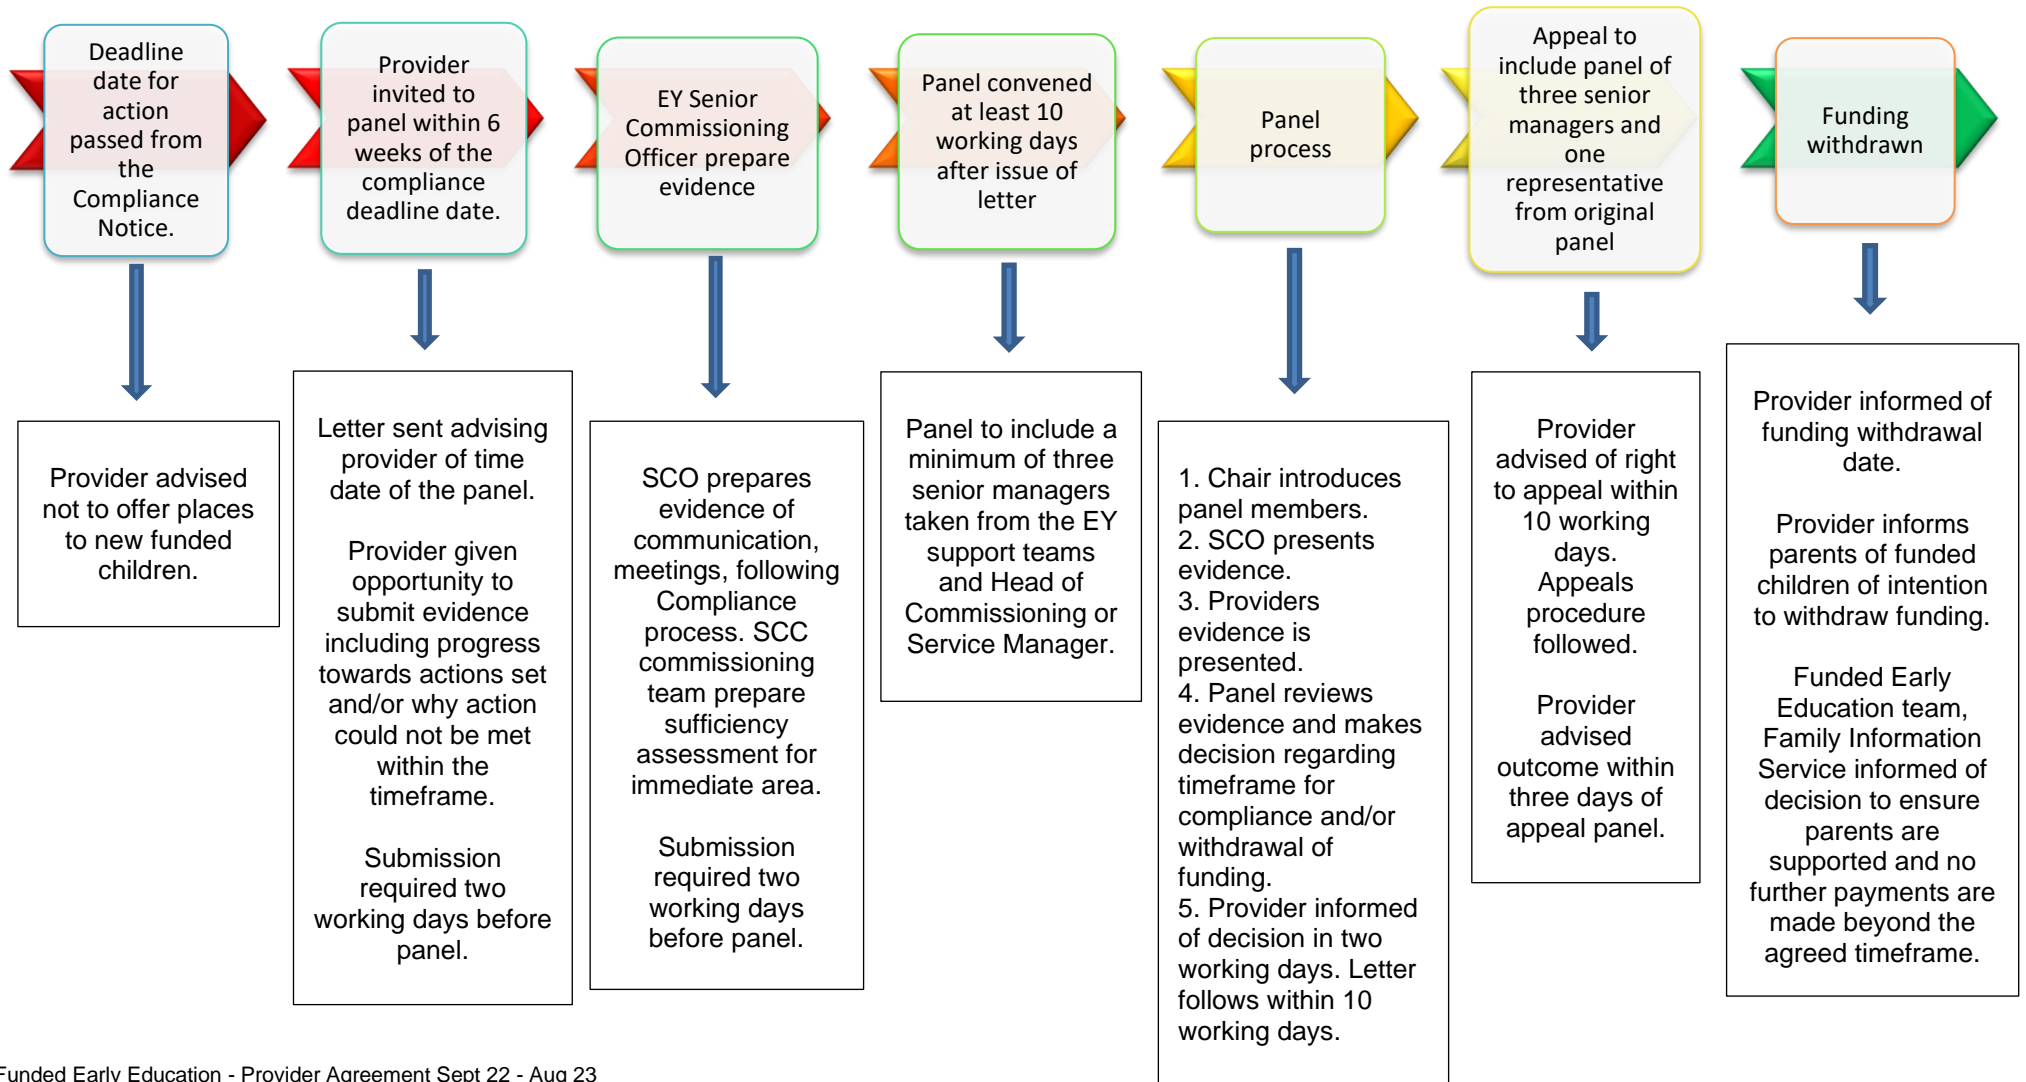 Deadline
date for
action
passed from
the
Compliance
Notice.
Provider
invited to
panel within 6
weeks of the
compliance
deadline date.
EY Senior
Commissioning
Officer prepare
evidence
Panel convened
at least 10
working days
after issue of
letter
Panel
process
Appeal to
include panel of
three senior
managers and
one
representative
from original
panel
Funding
withdrawn
Provider advised
not to offer places
to new funded
children.
Letter sent advising
provider of time
date of the panel.
Provider given
opportunity to
submit evidence
including progress
towards actions set
and/or why action
could not be met
within the
timeframe.
Submission
required two
working days before
panel.
SCO prepares
evidence of
communication,
meetings, following
Compliance
process. SCC
commissioning
team prepare
sufficiency
assessment for
immediate area.
Submission
required two
working days
before panel.
Panel to include a
minimum of three
senior managers
taken from the EY
support teams
and Head of
Commissioning or
Service Manager.
1. Chair introduces
panel members.
2. SCO presents
evidence.
3. Providers
evidence is
presented.
4. Panel reviews
evidence and makes
decision regarding
timeframe for
compliance and/or
withdrawal of
funding.
5. Provider informed
of decision in two
working days. Letter
follows within 10
working days.
Provider
advised of right
to appeal within
10 working
days.
Appeals
procedure
followed.
Provider
advised
outcome within
three days of
appeal panel.
Provider informed of
funding withdrawal
date.
Provider informs
parents of funded
children of intention
to withdraw funding.
Funded Early
Education team,
Family Information
Service informed of
decision to ensure
parents are
supported and no
further payments are
made beyond the
agreed timeframe.
Funded Early Education - Provider Agreement Sept 22 - Aug 23